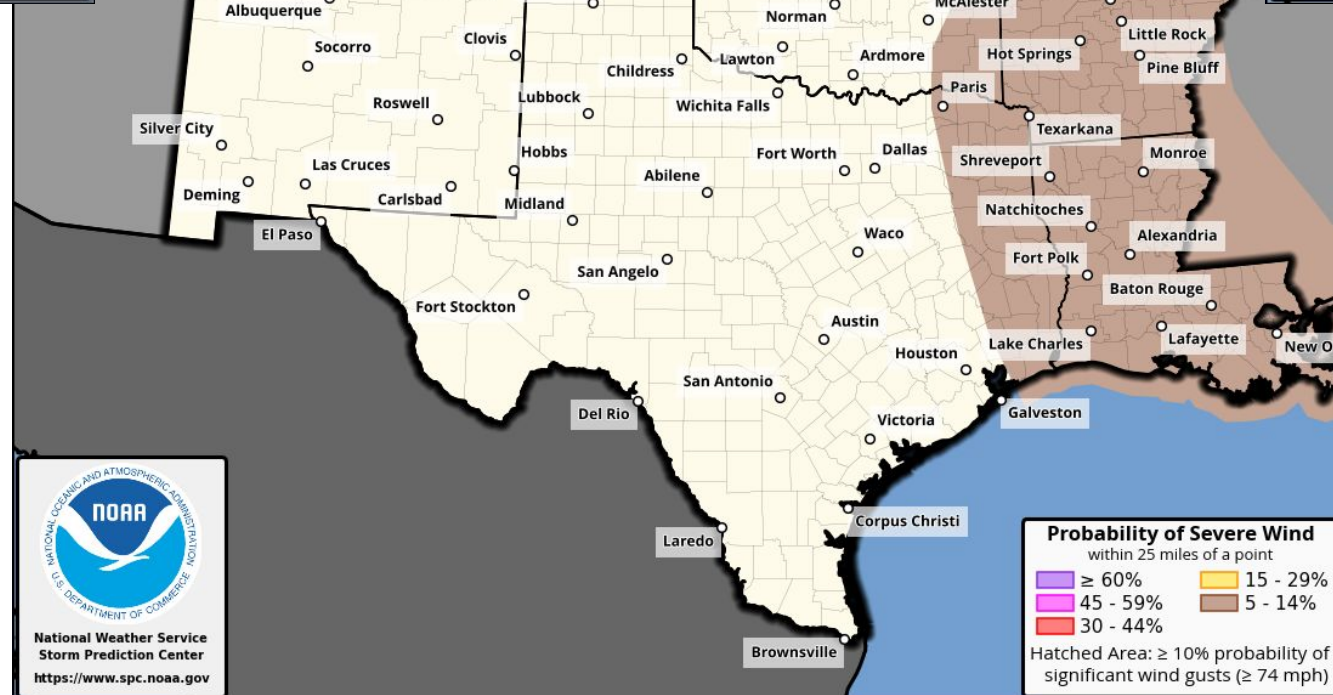 McAlester
Albuquerque
Norman
Little Rock
Socorro
Clovis
Lawton
Ardmore
Hot Springs
Childress
Pine Bluff
Paris
Lubbock
Roswell
Wichita Falls
Silver City
Texarkana
Hobbs
Fort Worth
Dallas
Monroe
Las Cruces
Shreveport
Abilene
Deming
Carlsbad
Midland
Natchitoches
El Paso
Waco
Alexandria
San Angelo
Fort Polk
Baton Rouge
Fort Stockton
Austin
Lake Charles
Lafayette
New O
Houston
San Antonio
Del Rio
Galveston
Victoria
Corpus Christi
Laredo
Brownsville
NATIONAL OCEANIC AND ATMOSPHERIC ADMINISTRATION
NOAA
U.S. DEPARTMENT OF COMMERCE
National Weather Service
Storm Prediction Center
https://www.spc.noaa.gov
Probability of Severe Wind
within 25 miles of a point
≥ 60%
15 - 29%
45 - 59%
5 - 14%
30 - 44%
Hatched Area: ≥ 10% probability of
significant wind gusts (≥ 74 mph)